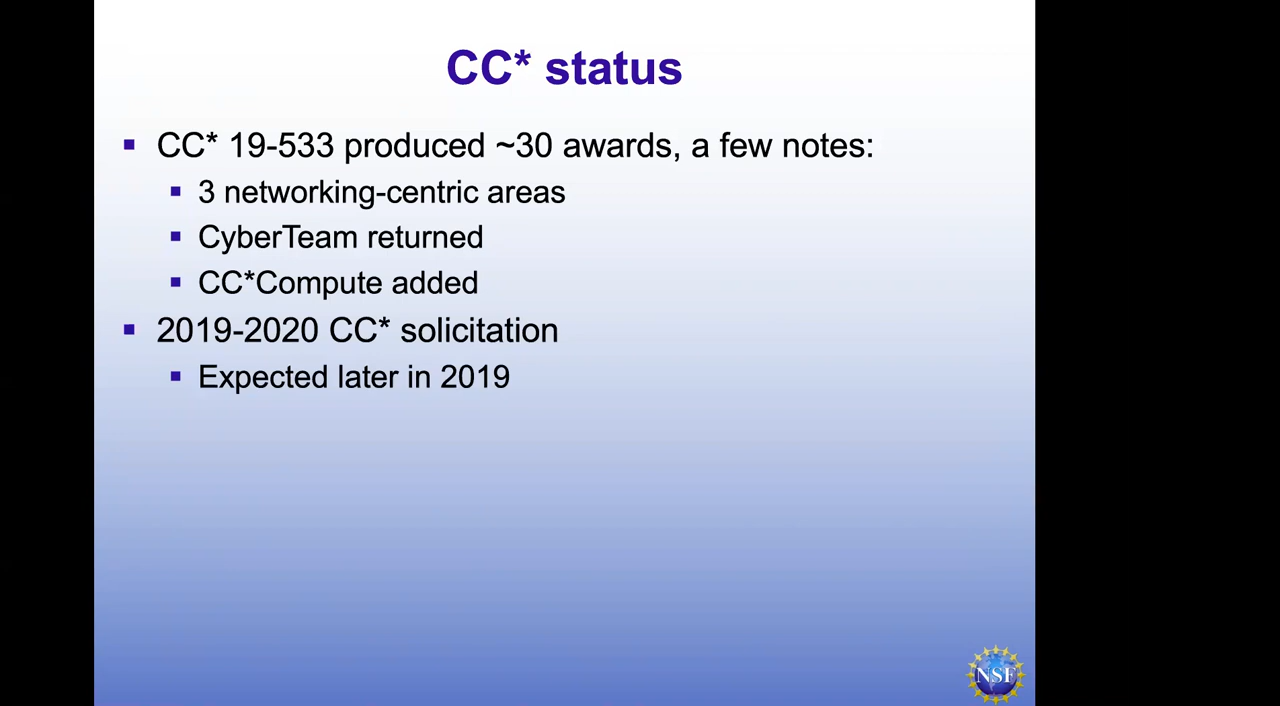 CC* status
CC* 19-533 produced ~30 awards, a few notes:
3 networking-centric areas
CyberTeam returned
CC*Compute added
2019-2020 CC* solicitation
Expected later in 2019
NSF